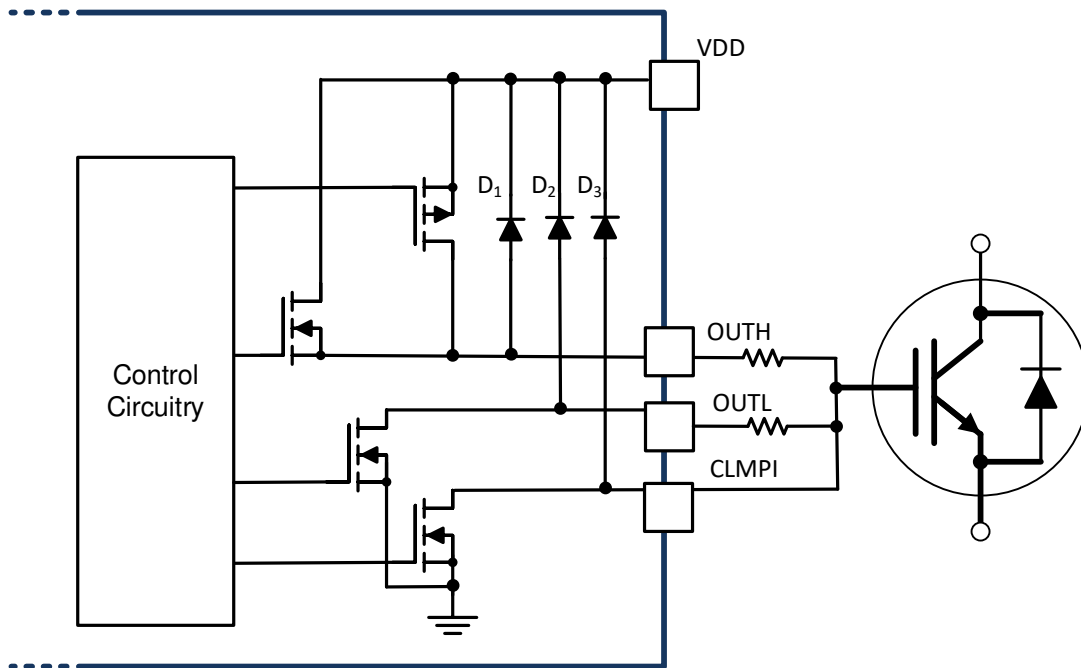 VDD
D₁ D₂ D₃
OUTH
Control
Circuitry
OUTL
CLMPI